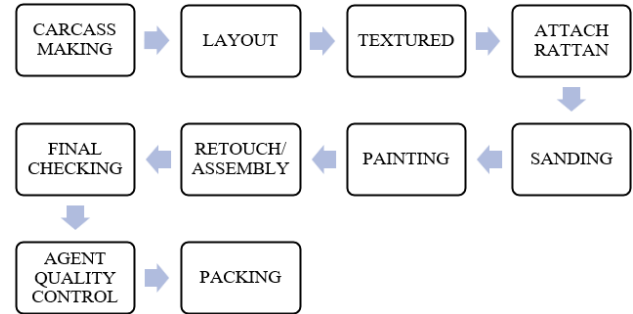 CARCASS
MAKING
LAYOUT
TEXTURED
ATTACH
RATTAN
SANDING
PAINTING
RETOUCH/
ASSEMBLY
FINAL
CHECKING
AGENT
QUALITY
CONTROL
PACKING